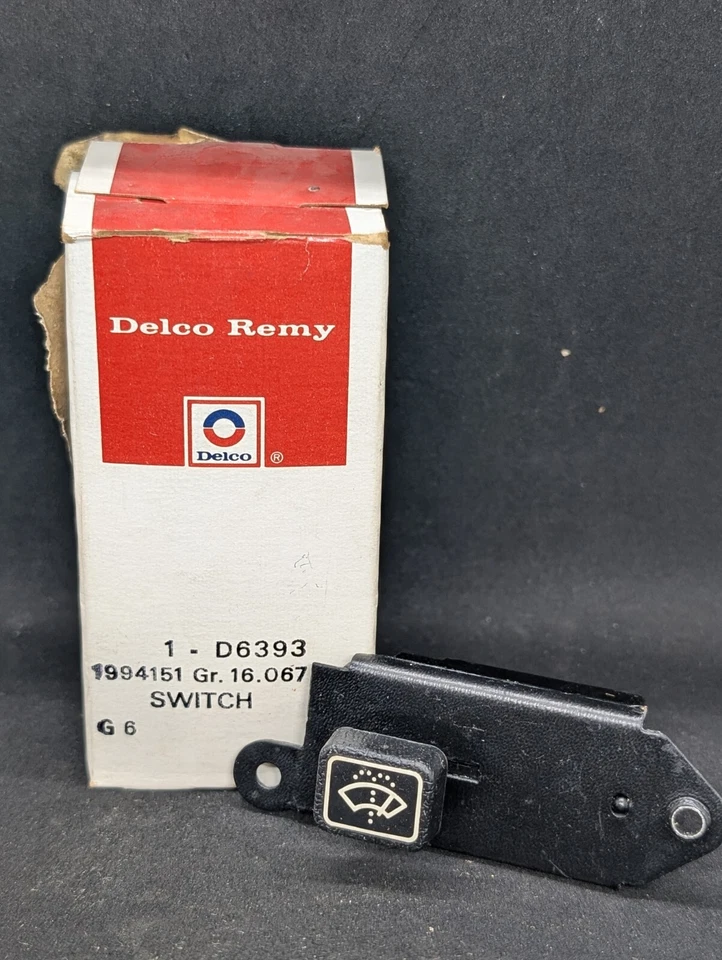 Delco Remy
Delco ®
1 - D6393
1994151 Gr. 16.067
SWITCH
G 6